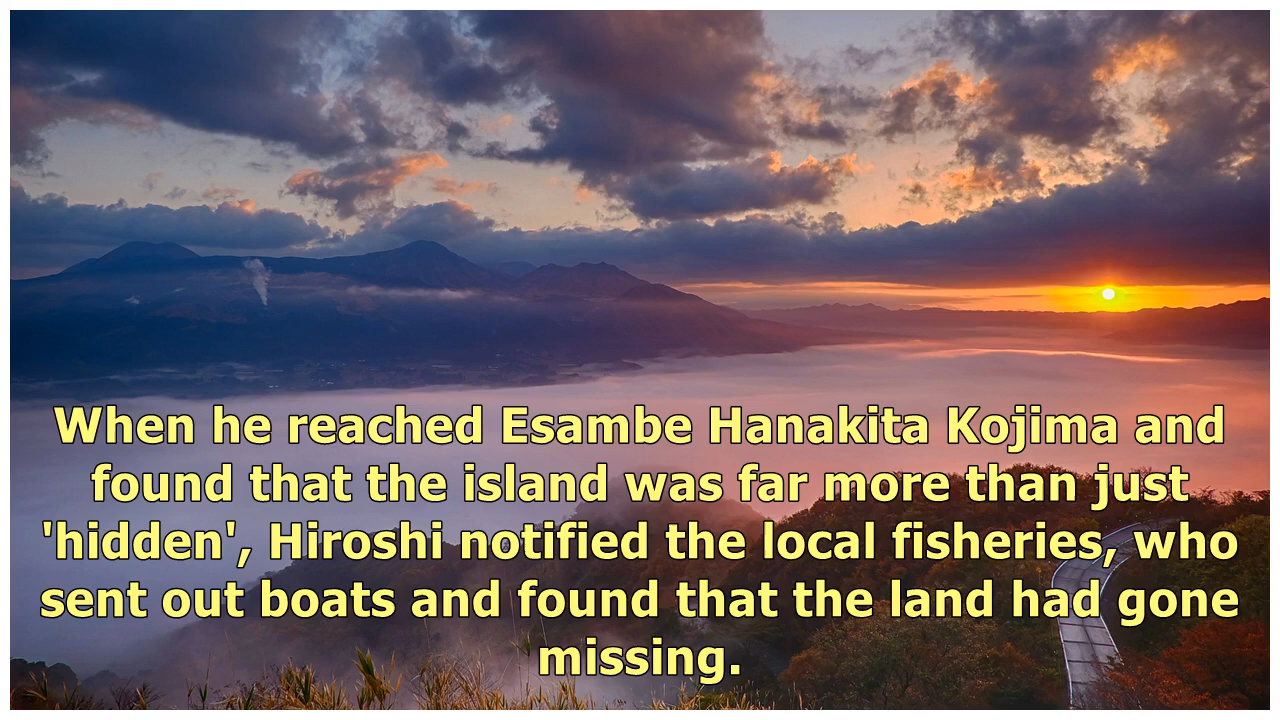 When he reached Esambe Hanakita Kojima and
found that the island was far more than just
'hidden', Hiroshi notified the local fisheries, who
sent out boats and found that the land had gone
missing.